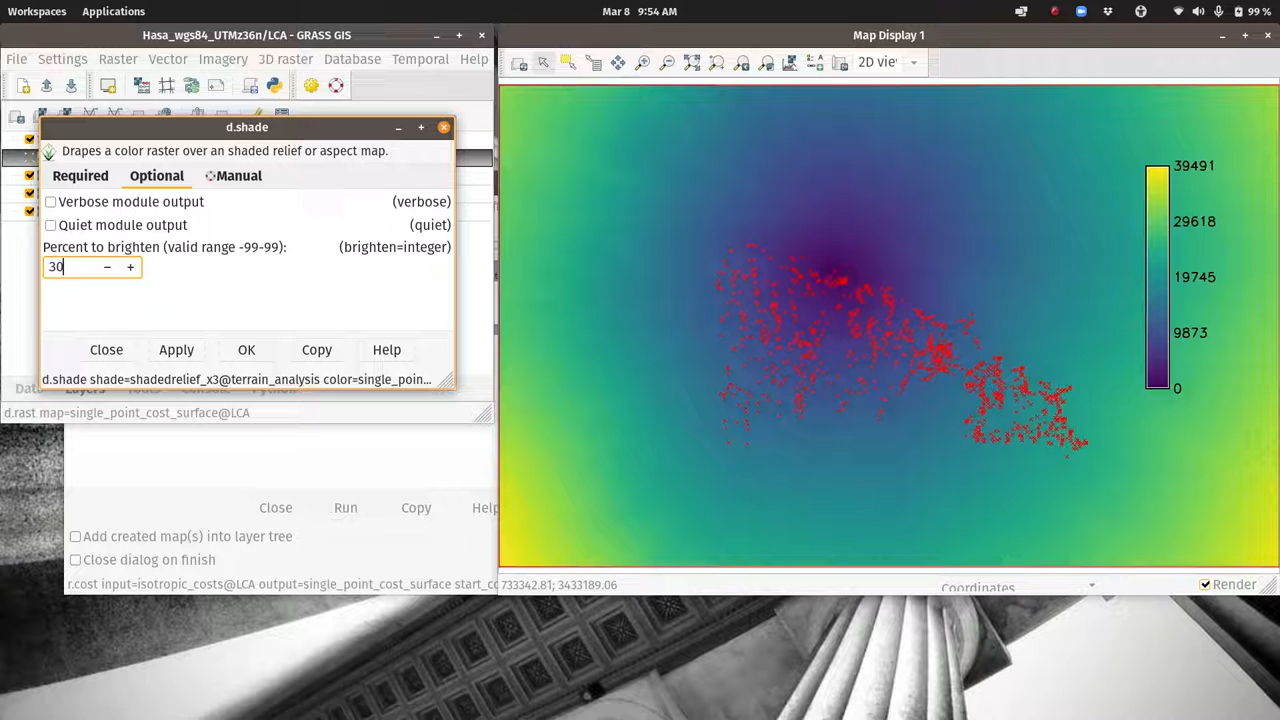 Workspaces Applications Mar 8 9:54 AM 99 %
Hasa_wgs84_UTMz36n/LCA - GRASS GIS
File Settings Raster Vector Imagery 3D raster Database Temporal Help
d.shade
Drapes a color raster over an shaded relief or aspect map.
Required Optional Manual
Verbose module output (verbose)
Quiet module output (quiet)
Percent to brighten (valid range -99-99): (brighten=integer)
30
Close Apply OK Copy Help
d.shade shade=shadedrelief_x3@terrain_analysis color=single_poin...
Layers
d.rast map=single_point_cost_surface@LCA
Close Run Copy Help
Add created map(s) into layer tree
Close dialog on finish
r.cost input=isotropic_costs@LCA output=single_point_cost_surface start_co
Map Display 1
2D vie
39491
29618
19745
9873
0
733342.81; 3433189.06 Coordinates Render